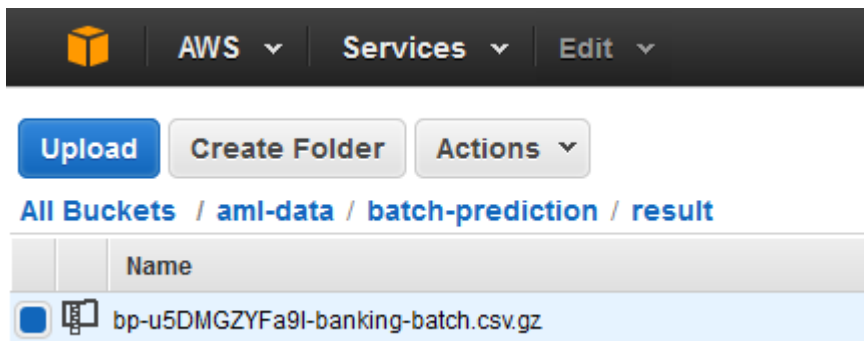 AWS Services Edit
Upload Create Folder Actions
All Buckets / aml-data / batch-prediction / result
Name
bp-u5DMGZYFa9I-banking-batch.csv.gz